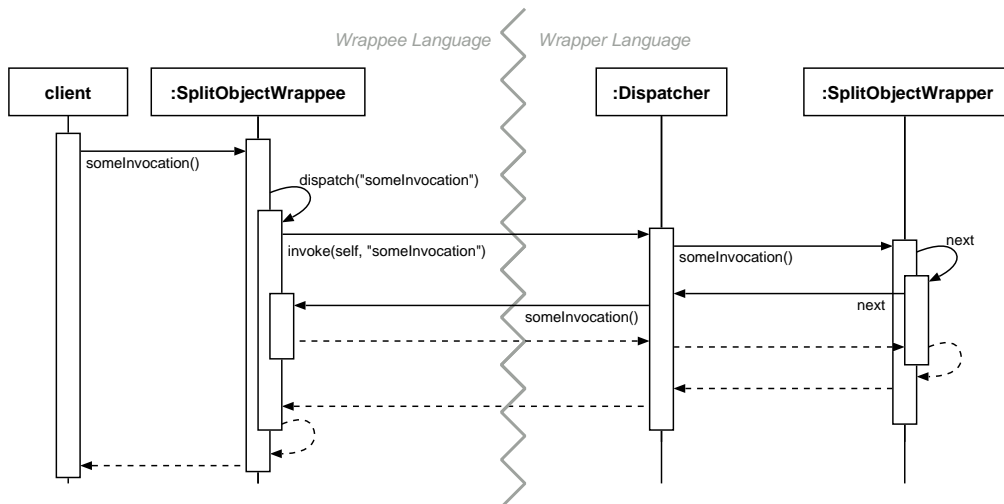 Wrappee Language
Wrapper Language
client
:SplitObjectWrappee
:Dispatcher
:SplitObjectWrapper
someInvocation()
dispatch("someInvocation")
invoke(self, "someInvocation")
someInvocation()
next
next
someInvocation()